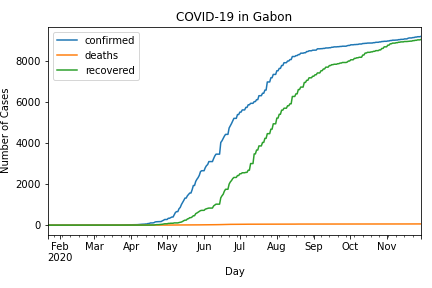 COVID-19 in Gabon
confirmed
deaths
recovered
Number of Cases
8000
6000
4000
2000
0
Feb Mar Apr May Jun Jul Aug Sep Oct Nov
2020
Day